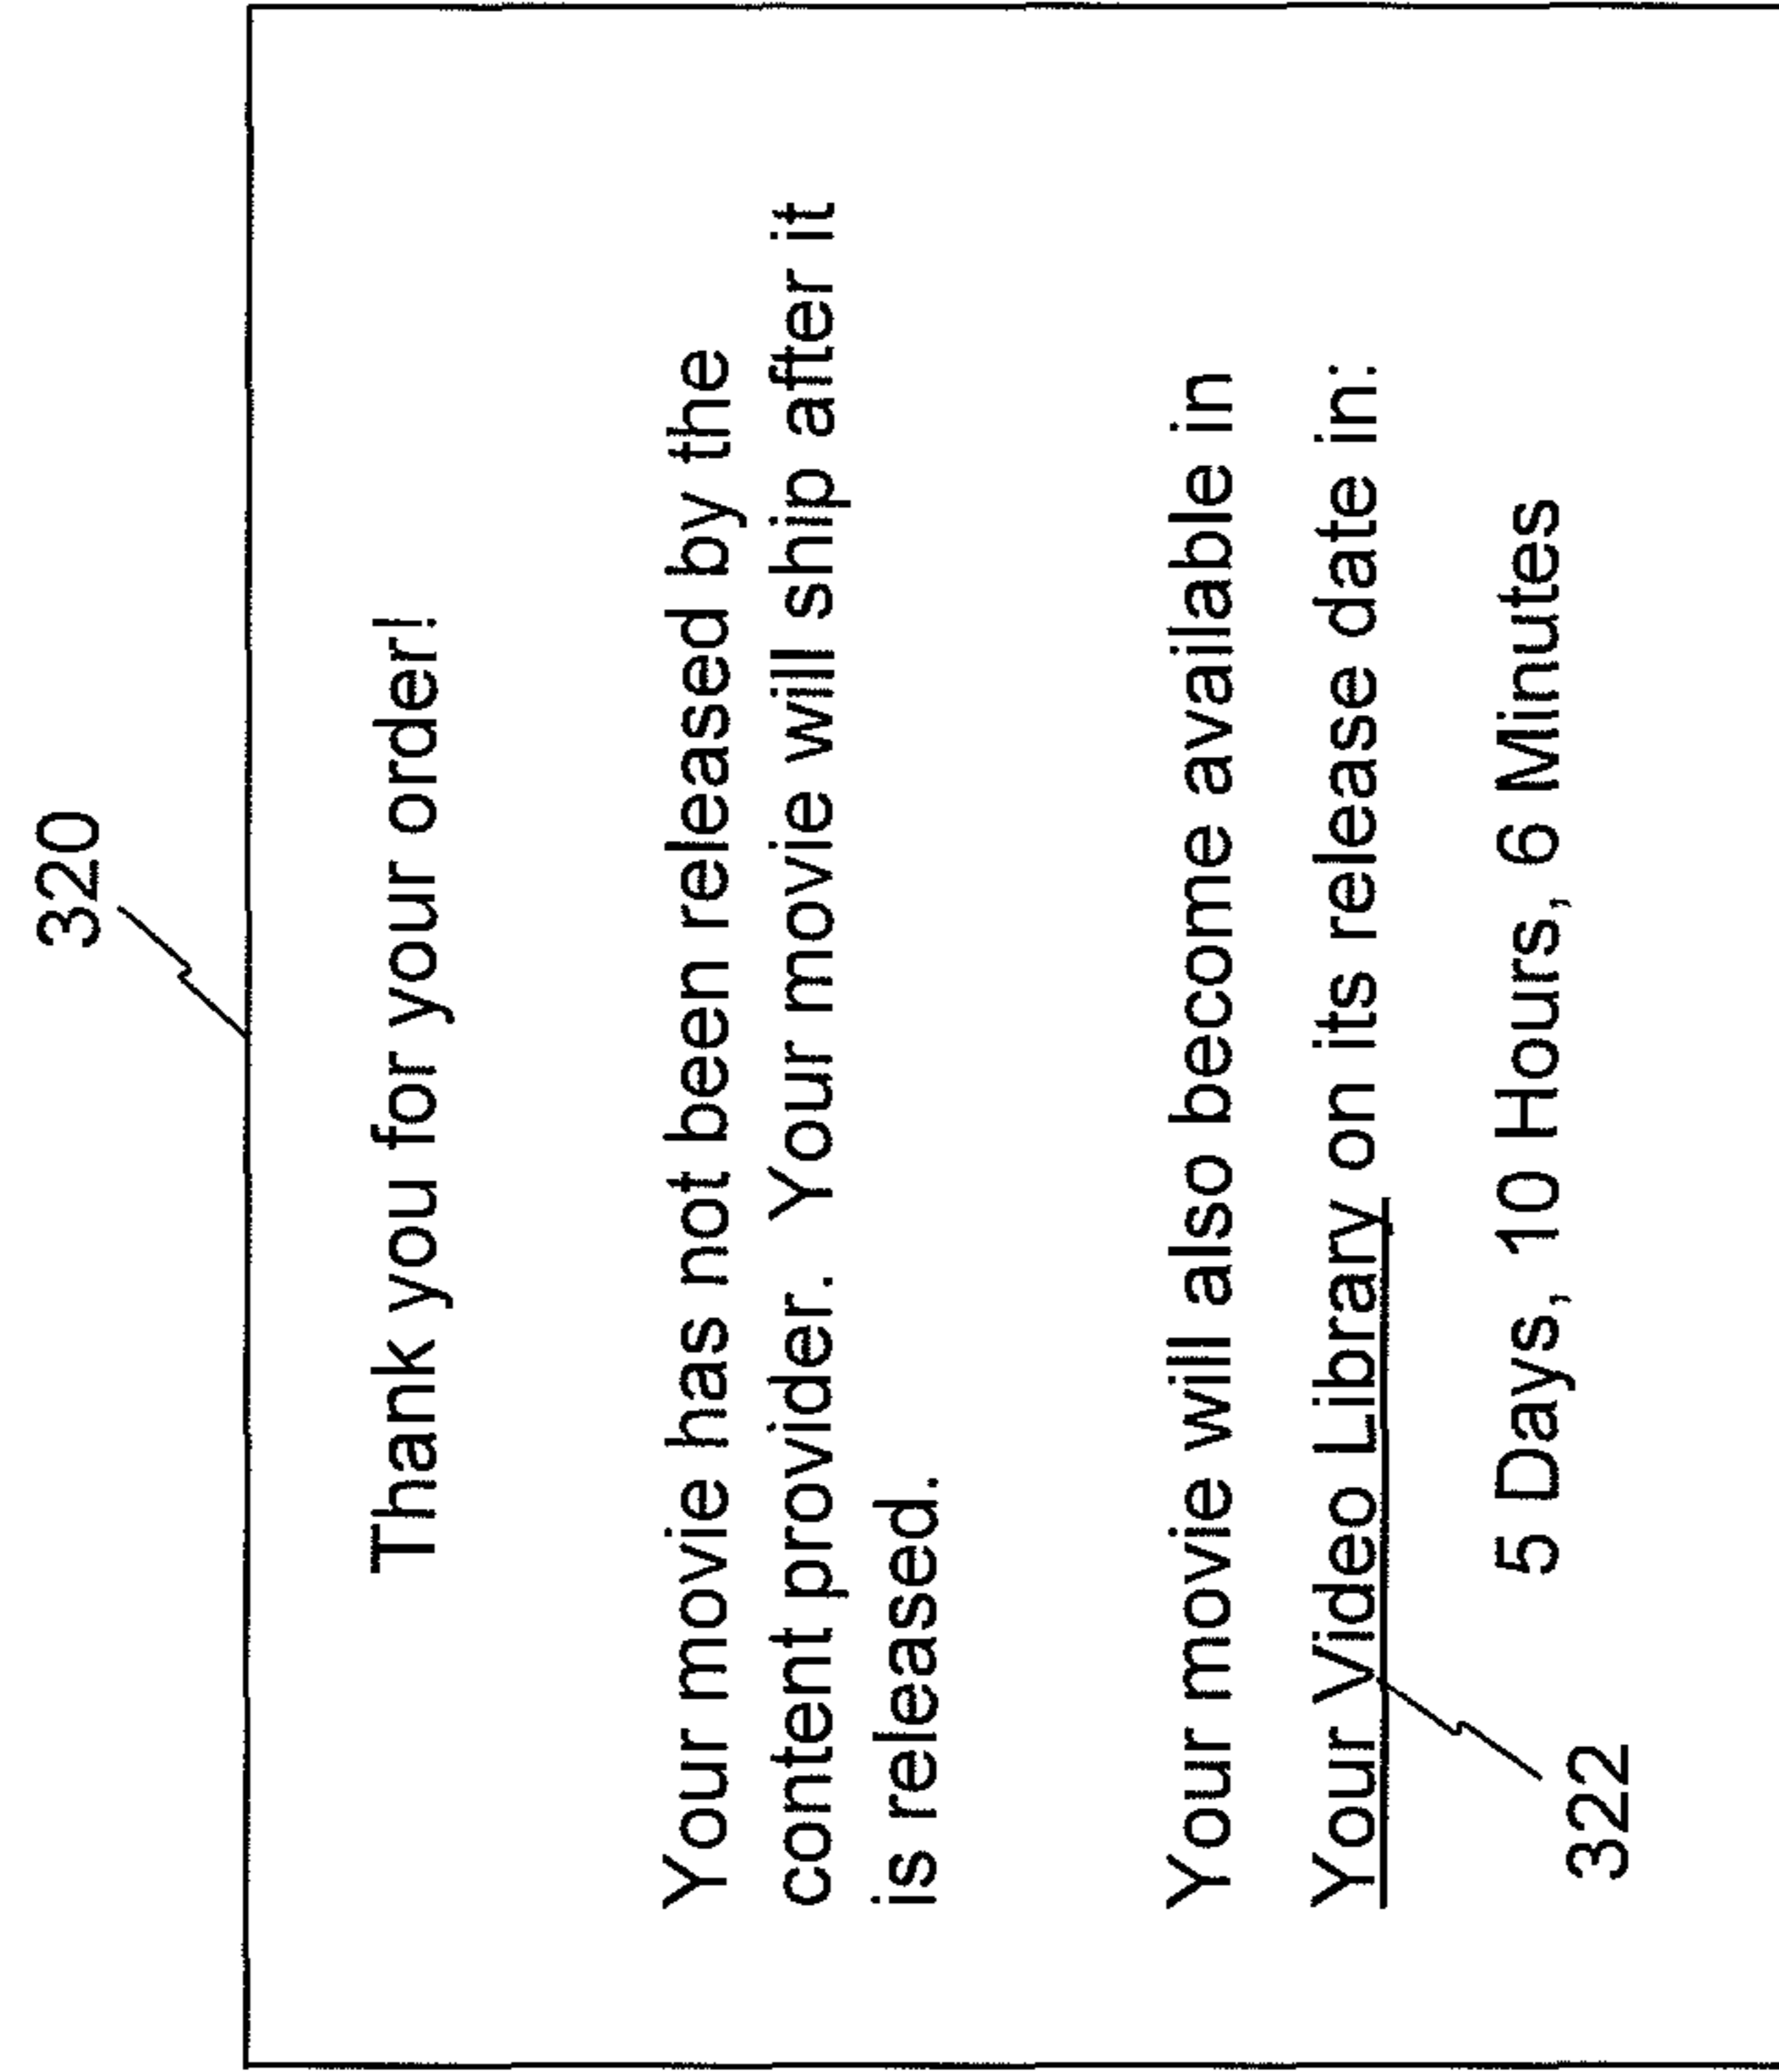 320
Thank you for your order!
Your movie has not been released by the
content provider.  Your movie will ship after it
is released.
Your movie will also become available in
Your Video Library on its release date in:
5 Days, 10 Hours, 6 Minutes
322